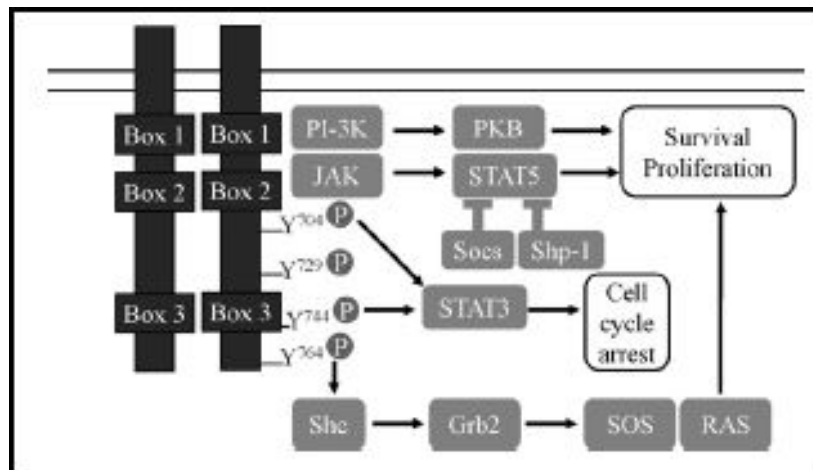 Box 1
Box 1
PI-3K
PKB
Survival
Proliferation
JAK
STAT5
Box 2
Box 2
Y704 P
Socs
Shp-1
Y729 P
Box 3
Box 3
Y744 P
STAT3
Cell
cycle
arrest
Y764 P
Shc
Grb2
SOS
RAS